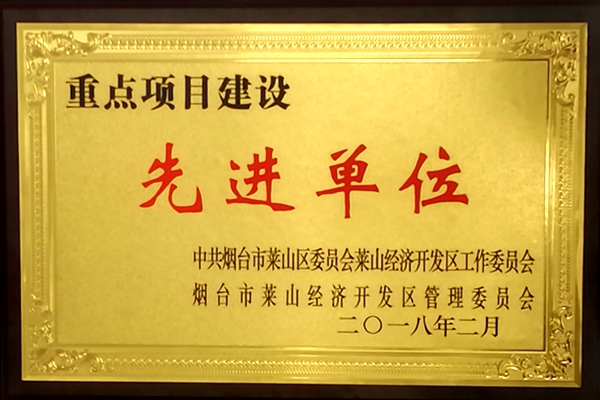 重点项目建设
先进单位
中共烟台市莱山区委员会莱山经济开发区工作委员会
烟台市莱山经济开发区管理委员会
二〇一八年二月